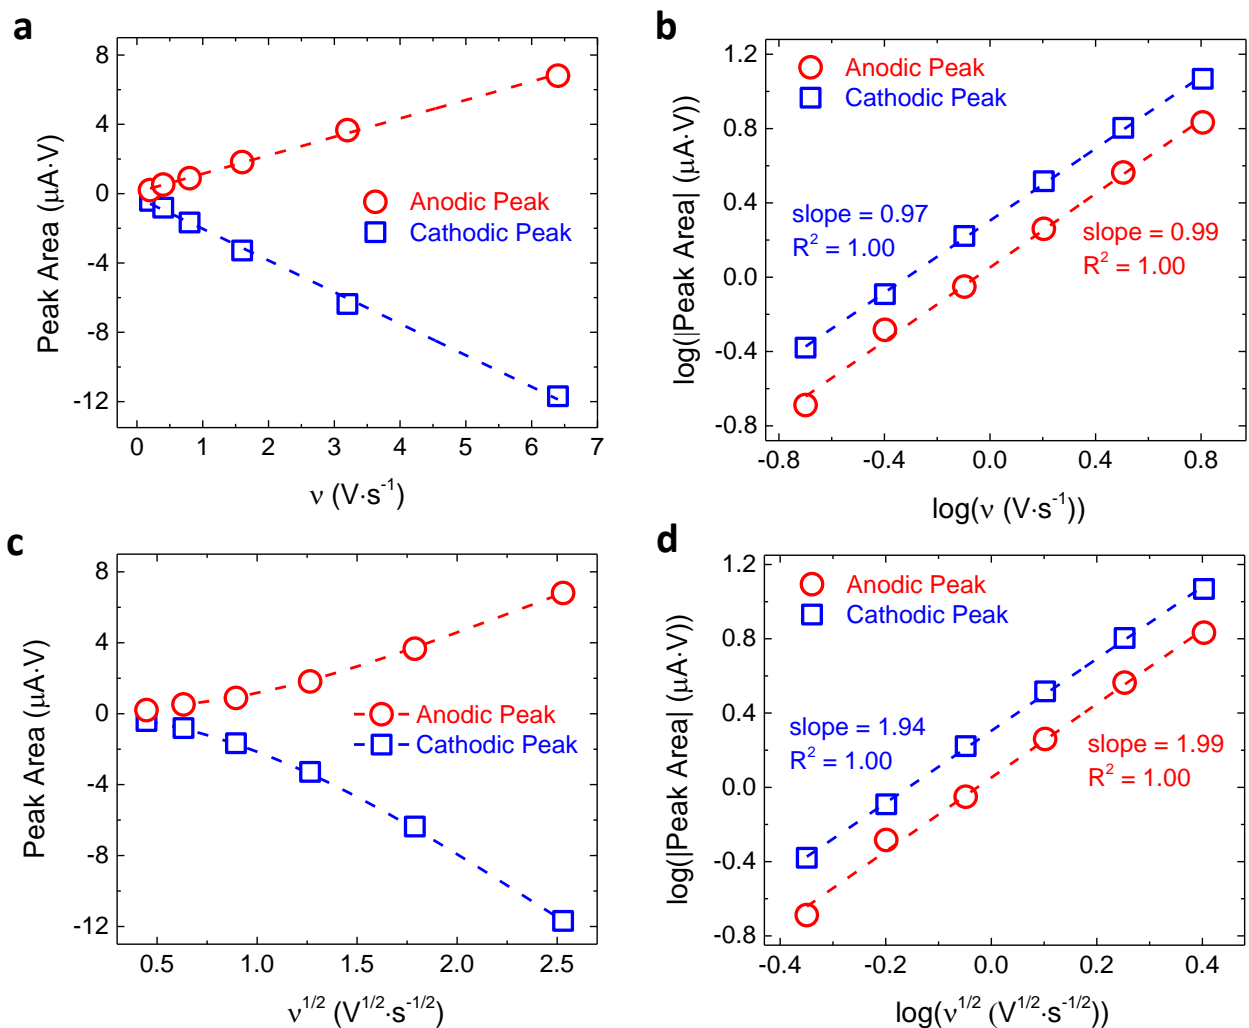 a
8
4
0
-4
-8
-12
Peak Area (μA·V)
Anodic Peak
Cathodic Peak
0 1 2 3 4 5 6 7
ν (V·s⁻¹)
b
1.2
0.8
0.4
0.0
-0.4
-0.8
log(|Peak Area| (μA·V))
Anodic Peak
Cathodic Peak
slope = 0.97
R² = 1.00
slope = 0.99
R² = 1.00
-0.8 -0.4 0.0 0.4 0.8
log(ν (V·s⁻¹))
c
8
4
0
-4
-8
-12
Peak Area (μA·V)
Anodic Peak
Cathodic Peak
0.5 1.0 1.5 2.0 2.5
ν¹/² (V¹/²·s⁻¹/²)
d
1.2
0.8
0.4
0.0
-0.4
-0.8
log(|Peak Area| (μA·V))
Anodic Peak
Cathodic Peak
slope = 1.94
R² = 1.00
slope = 1.99
R² = 1.00
-0.4 -0.2 0.0 0.2 0.4
log(ν¹/² (V¹/²·s⁻¹/²))